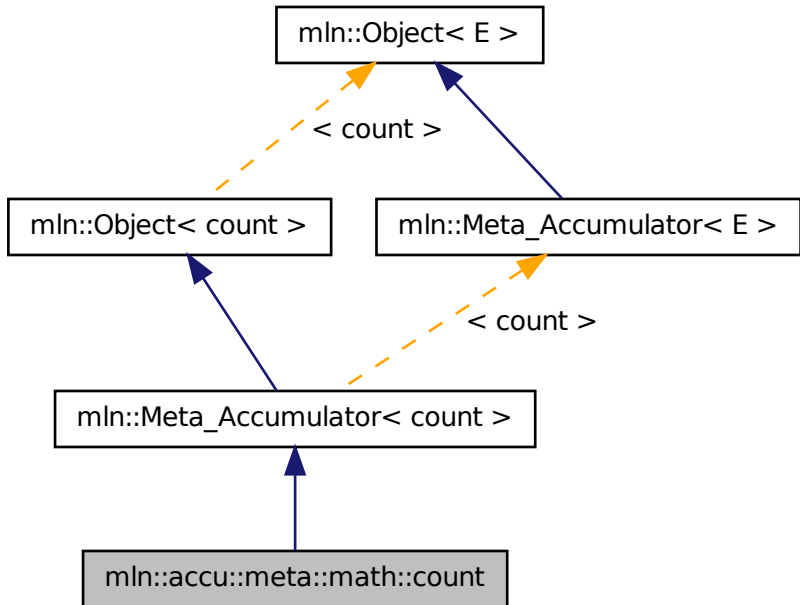 mln::Object< E >
< count >
mln::Object< count >
mln::Meta_Accumulator< E >
< count >
mln::Meta_Accumulator< count >
mln::accu::meta::math::count